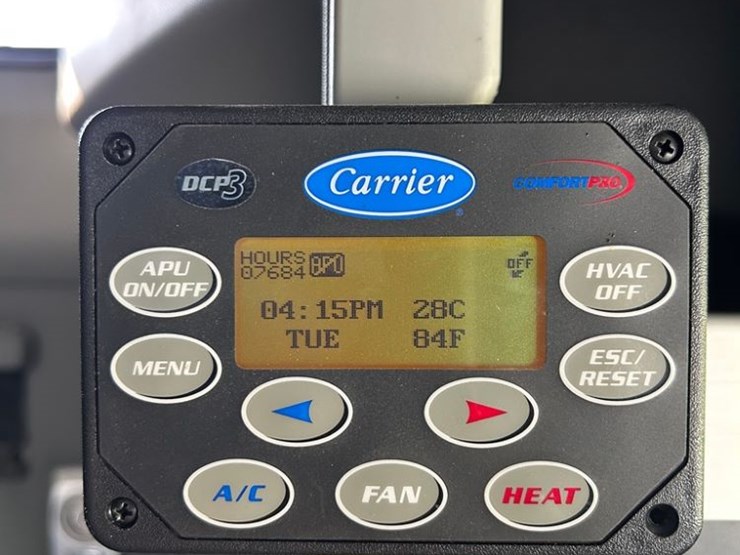 DCP3
Carrier
COMFORTPRO
HOURS
07684
APU
OFF
04:15PM 28C
TUE 84F
APU
ON/OFF
HVAC
OFF
MENU
ESC/
RESET
A/C
FAN
HEAT